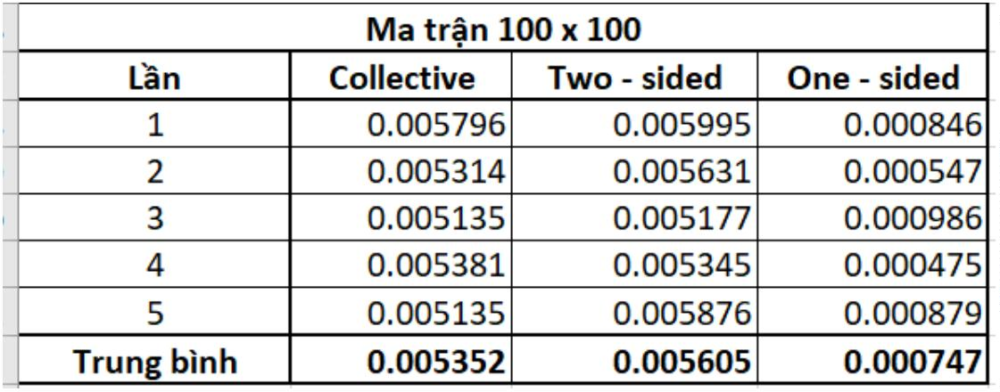 Ma trận 100 x 100
Lần Collective Two - sided One - sided
1 0.005796 0.005995 0.000846
2 0.005314 0.005631 0.000547
3 0.005135 0.005177 0.000986
4 0.005381 0.005345 0.000475
5 0.005135 0.005876 0.000879
Trung bình 0.005352 0.005605 0.000747